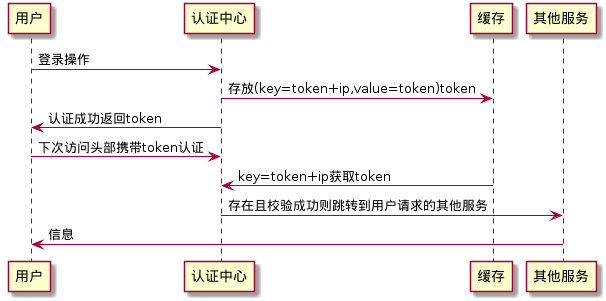 用户 认证中心 缓存 其他服务
登录操作
存放(key=token+ip,value=token)token
认证成功返回token
下次访问头部携带token认证
key=token+ip获取token
存在且校验成功则跳转到用户请求的其他服务
信息
用户 认证中心 缓存 其他服务